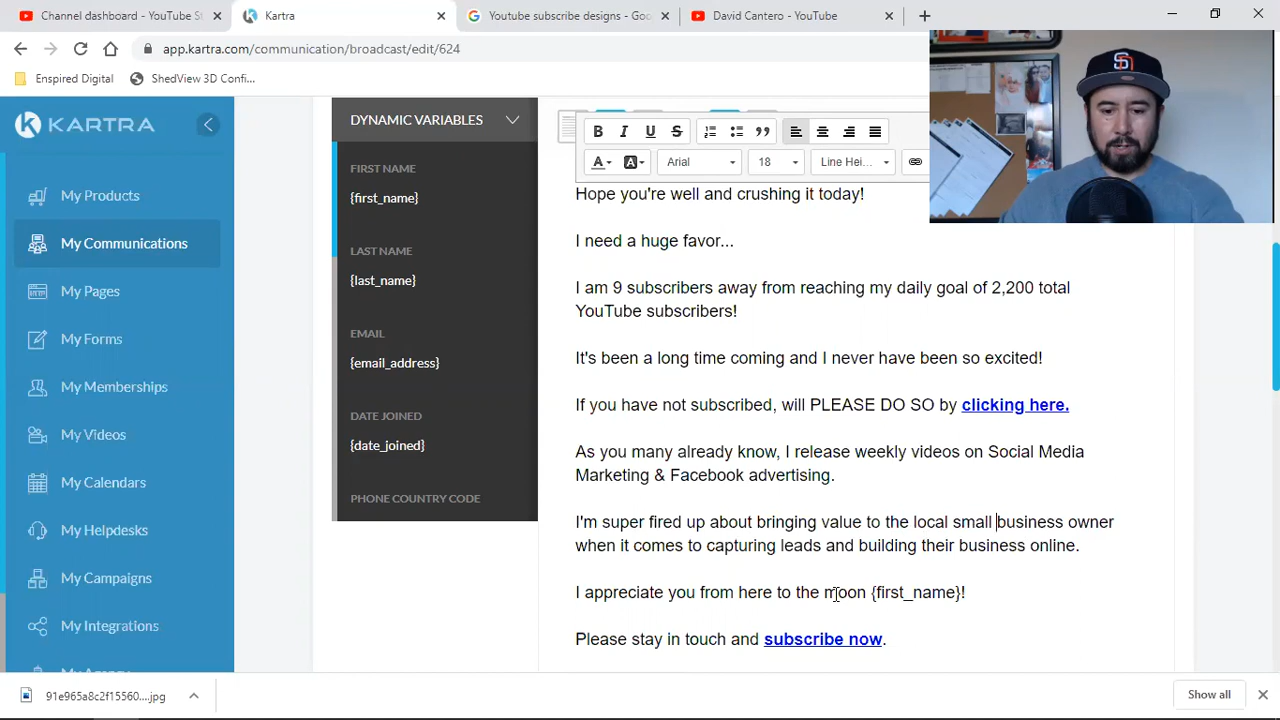 Channel dashboard - YouTube St
Kartra
Youtube subscribe designs - Goo
David Cantero - YouTube
app.kartra.com/communication/broadcast/edit/624
Enspired Digital
ShedView 3D Confi...
KARTRA
My Products
My Communications
My Pages
My Forms
My Memberships
My Videos
My Calendars
My Helpdesks
My Campaigns
My Integrations
DYNAMIC VARIABLES
FIRST NAME
{first_name}
LAST NAME
{last_name}
EMAIL
{email_address}
DATE JOINED
{date_joined}
PHONE COUNTRY CODE
B I U S
A A Arial 18 Line Hei...
Hope you're well and crushing it today!
I need a huge favor...
I am 9 subscribers away from reaching my daily goal of 2,200 total
YouTube subscribers!
It's been a long time coming and I never have been so excited!
If you have not subscribed, will PLEASE DO SO by clicking here.
As you many already know, I release weekly videos on Social Media
Marketing & Facebook advertising.
I'm super fired up about bringing value to the local small business owner
when it comes to capturing leads and building their business online.
I appreciate you from here to the moon {first_name}!
Please stay in touch and subscribe now.
91e965a8c2f15560....jpg
Show all